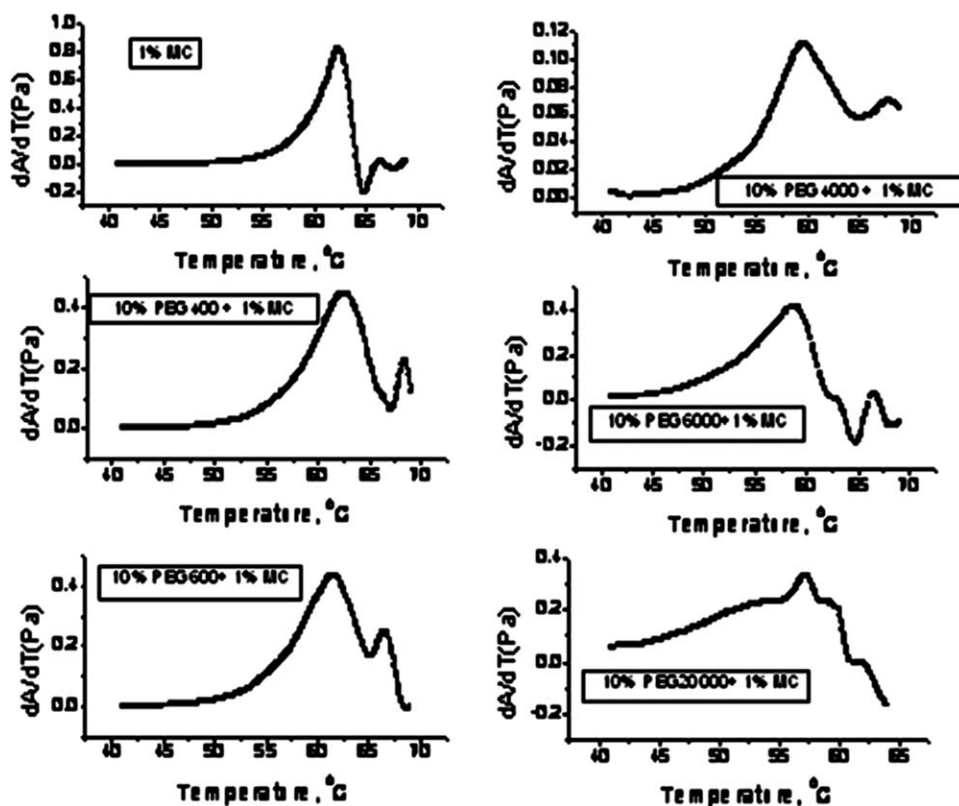 1% MC
dA/dT(Pa)
1.0
0.8
0.6
0.4
0.2
0.0
-0.2
40 45 50 55 60 65 70
Temperature, °C
10% PEG4000 + 1% MC
dA/dT(Pa)
0.12
0.10
0.08
0.06
0.04
0.02
0.00
40 45 50 55 60 65 70
Temperature, °C
10% PEG400 + 1% MC
dA/dT(Pa)
0.4
0.2
0.0
40 45 50 55 60 65 70
Temperature, °C
10% PEG6000+ 1% MC
dA/dT(Pa)
0.4
0.2
0.0
-0.2
40 45 50 55 60 65 70
Temperature, °C
10% PEG600+ 1% MC
dA/dT(Pa)
0.4
0.2
0.0
40 45 50 55 60 65 70
Temperature, °C
10% PEG20000+ 1% MC
dA/dT(Pa)
0.4
0.2
0.0
-0.2
40 45 50 55 60 65
Temperature, °C